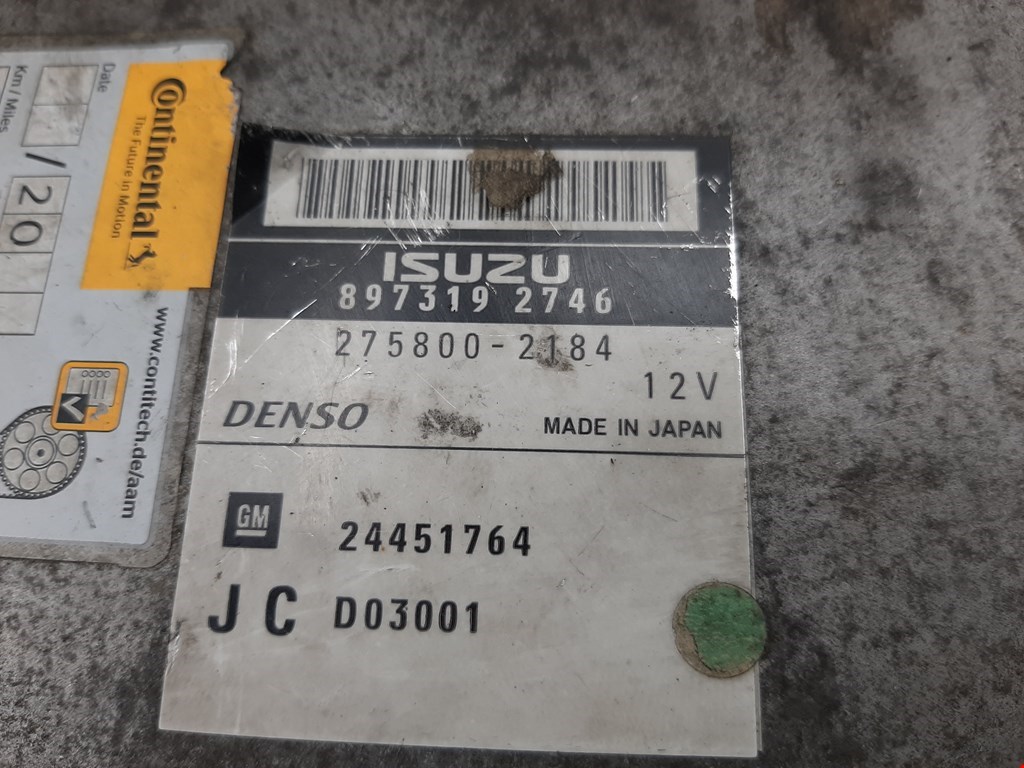 Date
Km / Miles
/ 20
Continental
The Future in Motion
www.contitech.de/aam
ISUZU
897319 2746
275800-2184
12V
DENSO
MADE IN JAPAN
GM
24451764
JC D03001